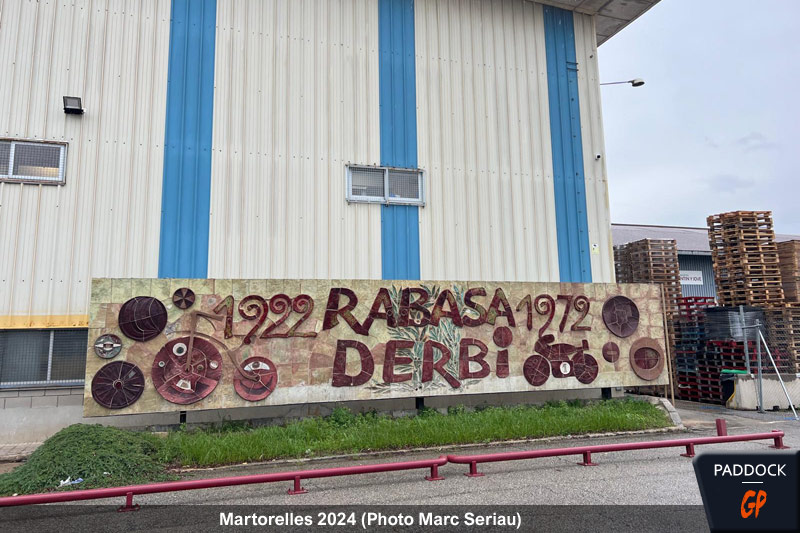 1922 RABASA 1972
DERBi
PADDOCK
GP
Martorelles 2024 (Photo Marc Seriau)